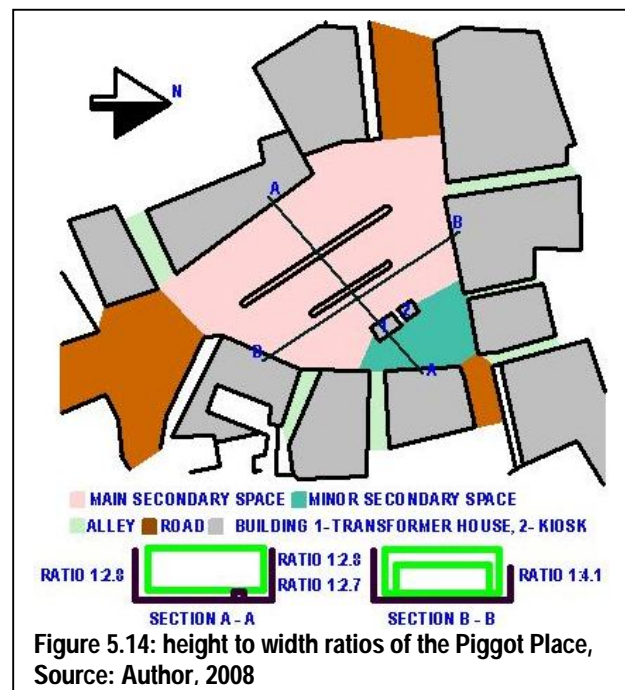 N
A
B
1
2
B
A
MAIN SECONDARY SPACE MINOR SECONDARY SPACE
ALLEY ROAD BUILDING 1-TRANSFORMER HOUSE, 2- KIOSK
RATIO 1:2.8 RATIO 1:2.8
RATIO 1:2.7 RATIO 1:4.1
SECTION A - A SECTION B - B
Figure 5.14: height to width ratios of the Piggot Place,
Source: Author, 2008